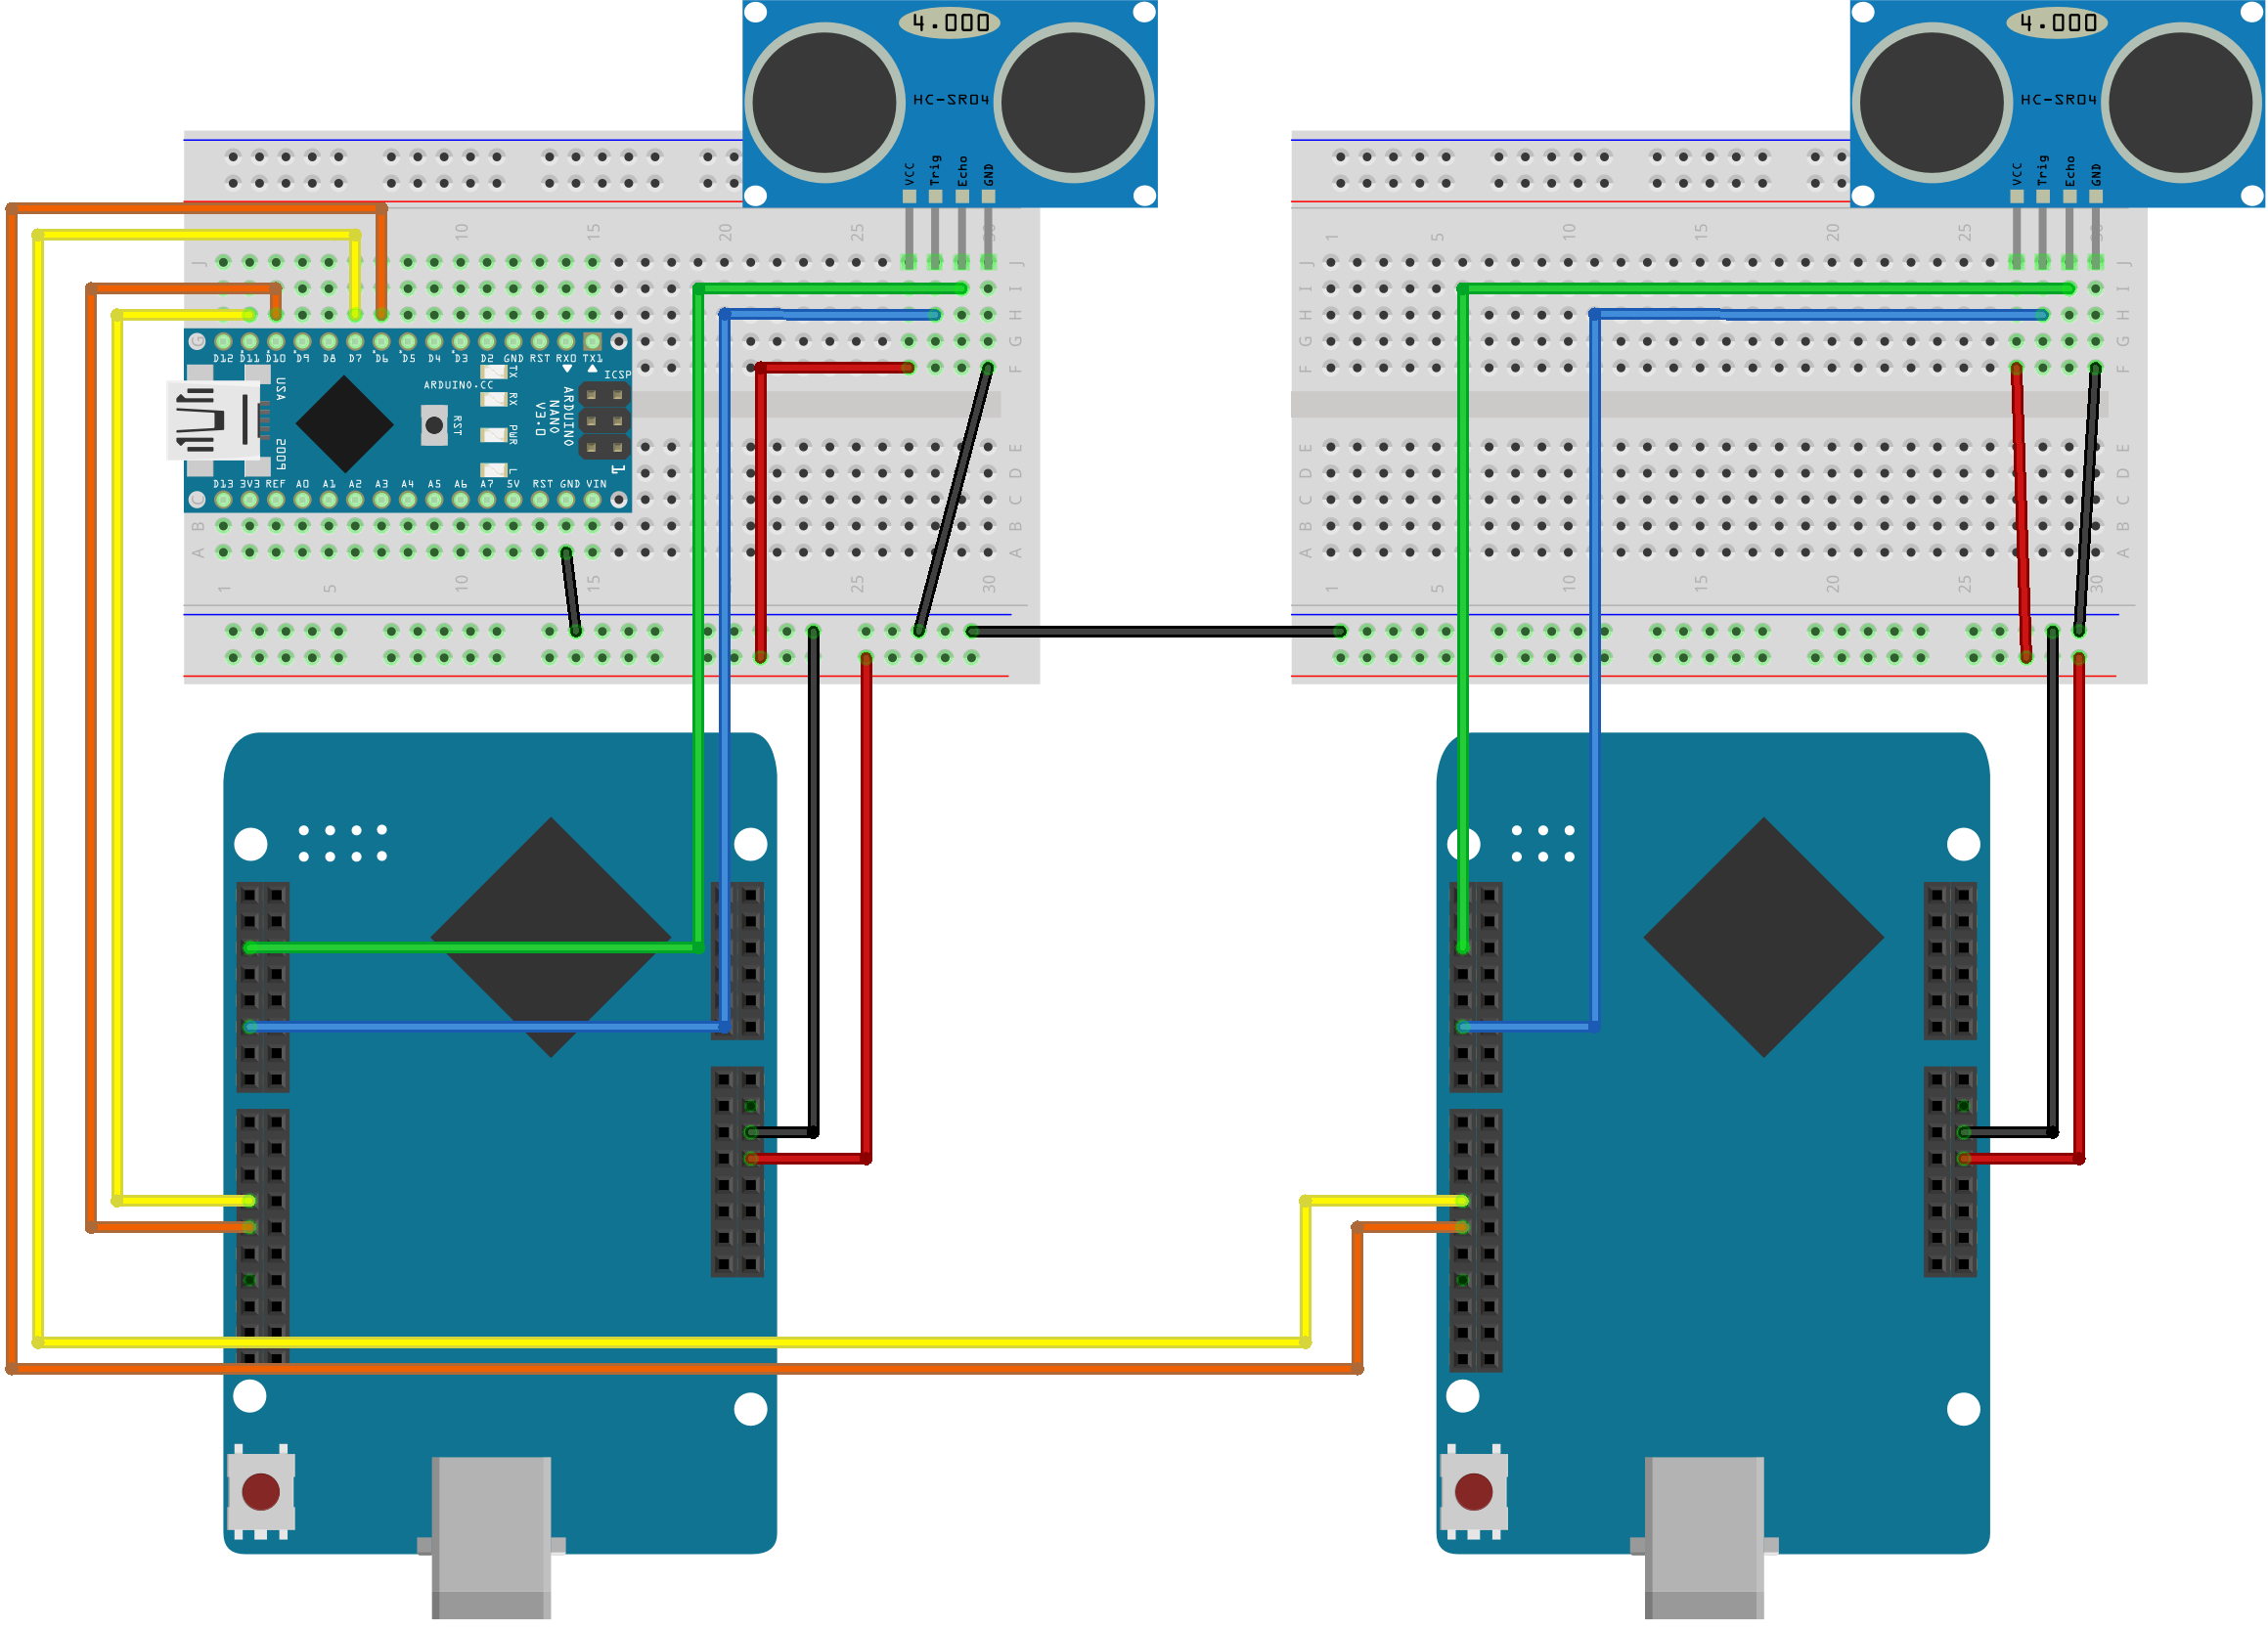 4.000
HC-SR04
VCC Trig Echo GND
4.000
HC-SR04
VCC Trig Echo GND
10 15 20 25 30
1 5 10 15 20 25 30
J J
J J
I
I I
H
H H
G G
G G
F
F F
D12 D11 D10 D9 D8 D7 D6 D5 D4 D3 D2 GND RST RX0 TX1
ICSP
ARDUINO.CC
USA
TX
RX
RST
PWR
L
ARDUINO
NANO
V3.0
2009
1
D13 3V3 REF A0 A1 A2 A3 A4 A5 A6 A7 5V RST GND VIN
E
E E
D
D D
C C
C C
B B
B B
A A
A A
1 5 10 15 25 30
1 5 10 15 20 25 30